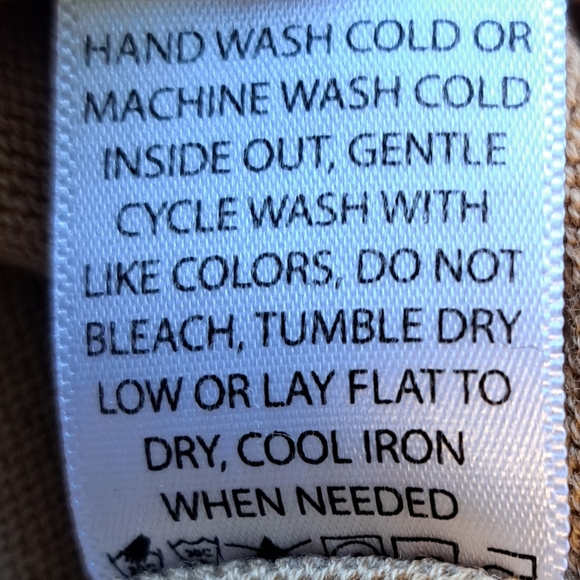 HAND WASH COLD OR
MACHINE WASH COLD
INSIDE OUT, GENTLE
CYCLE WASH WITH
LIKE COLORS, DO NOT
BLEACH, TUMBLE DRY
LOW OR LAY FLAT TO
DRY, COOL IRON
WHEN NEEDED
30C